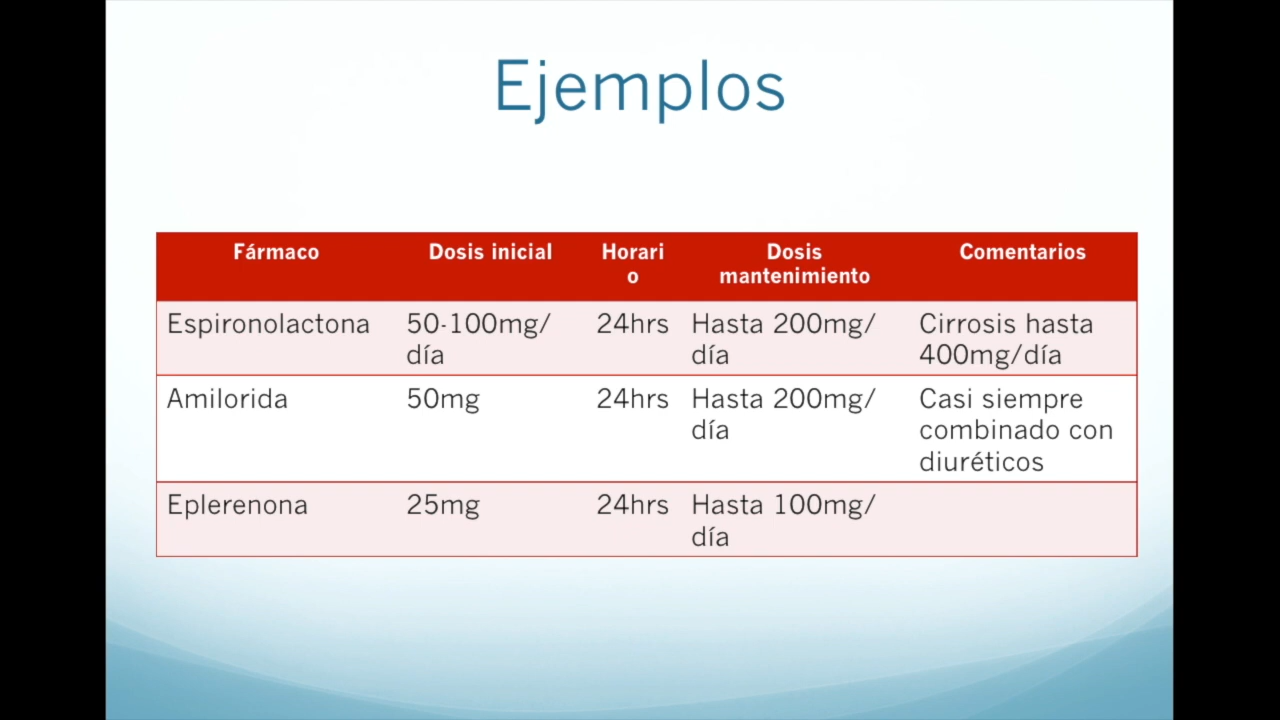 Ejemplos
Fármaco Dosis inicial Horari Dosis Comentarios
o mantenimiento
Espironolactona 50-100mg/ 24hrs Hasta 200mg/ Cirrosis hasta
día día 400mg/día
Amilorida 50mg 24hrs Hasta 200mg/ Casi siempre
día combinado con
diuréticos
Eplerenona 25mg 24hrs Hasta 100mg/
día